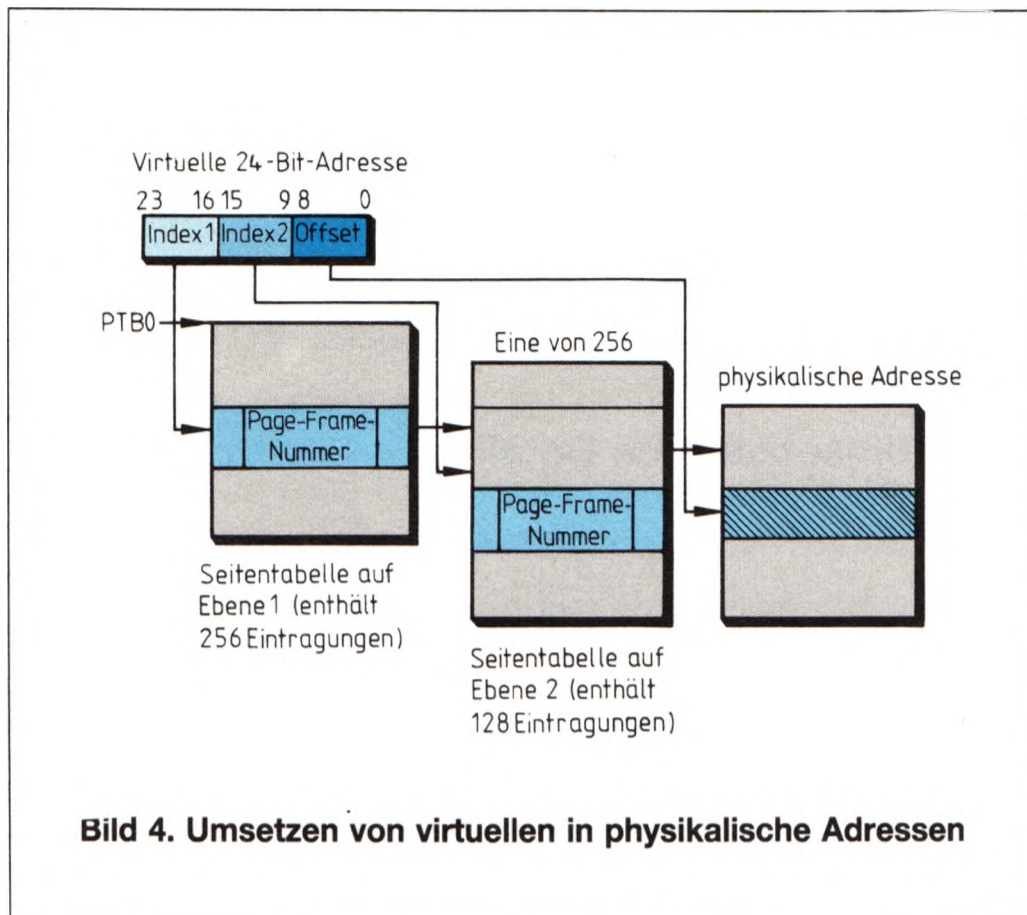 Virtuelle 24-Bit-Adresse
23 16 15 9 8 0
Index1 Index2 Offset
PTB0
Page-Frame-
Nummer
Seitentabelle auf
Ebene 1 (enthält
256 Eintragungen)
Eine von 256
Page-Frame-
Nummer
Seitentabelle auf
Ebene 2 (enthält
128 Eintragungen)
physikalische Adresse
Bild 4. Umsetzen von virtuellen in physikalische Adressen